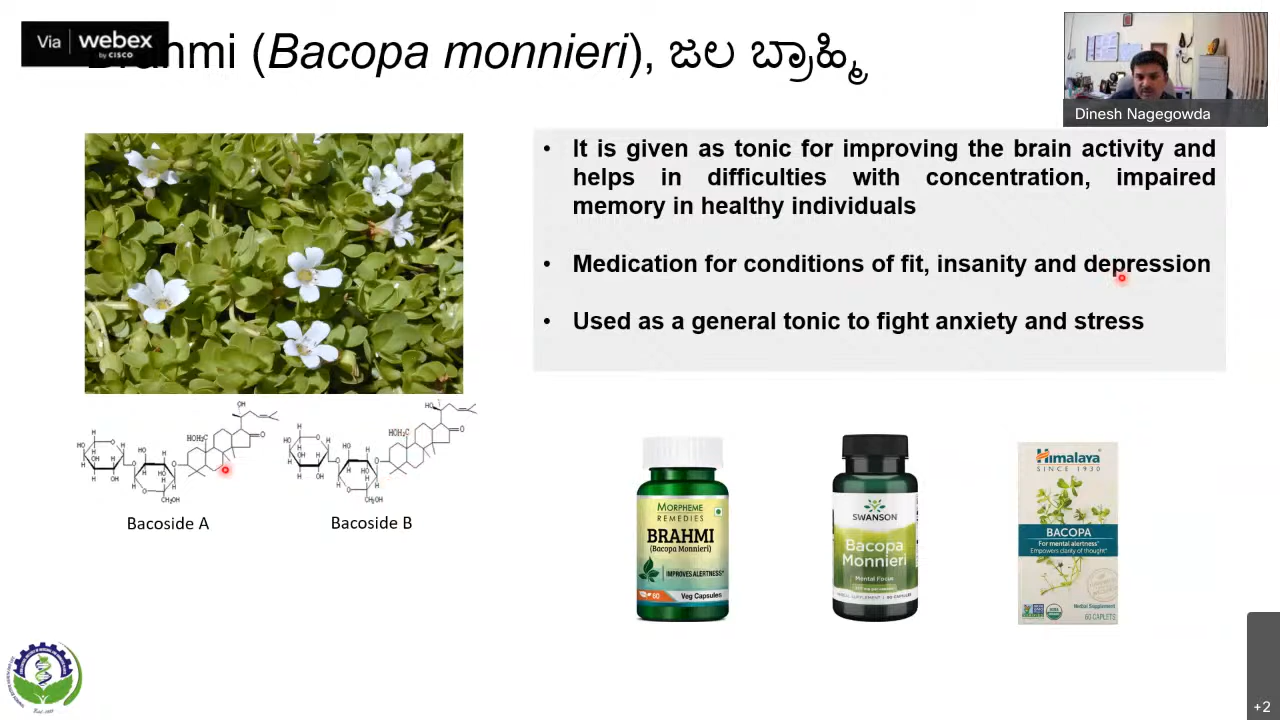 Via webex
by CISCO
Brahmi (Bacopa monnieri), ಜಲ ಬ್ರಾಹ್ಮಿ
Dinesh Nagegowda
• It is given as tonic for improving the brain activity and
helps in difficulties with concentration, impaired
memory in healthy individuals
• Medication for conditions of fit, insanity and depression
• Used as a general tonic to fight anxiety and stress
Bacoside A
Bacoside B
MORPHEME
REMEDIES
BRAHMI
(Bacopa Monnieri)
IMPROVES ALERTNESS*
60 Veg Capsules
SWANSON
Bacopa
Monnieri
Mental Focus
Himalaya
SINCE 1930
BACOPA
For mental alertness*
Empowers clarity of thought*
Herbal Supplement
60 CAPLETS
+2